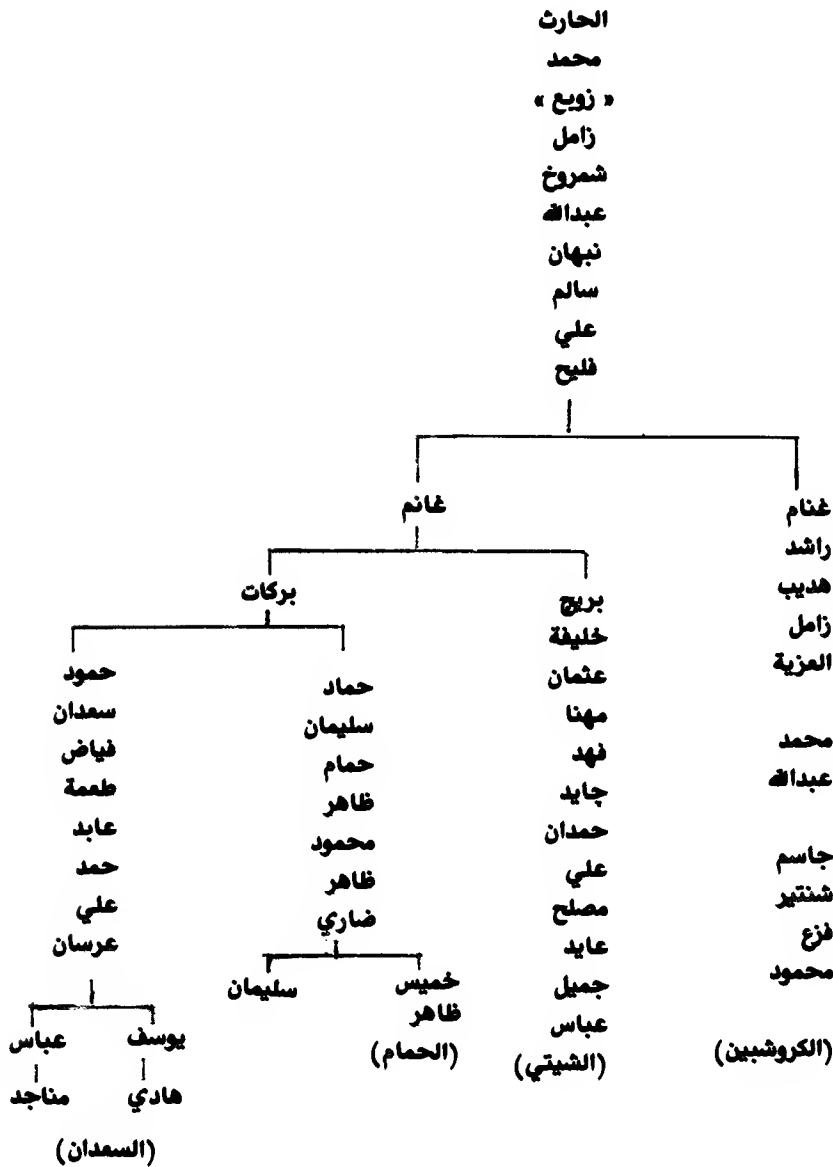 الحارث
محمد
« زويع »
زامل
شمروخ
عبدالله
نبهان
سالم
علي
فليح
غنام
راشد
هديب
زامل
العزية
محمد
عبدالله
جاسم
شنتير
فزع
محمود
(الكروشبين)
غانم
بريج
خليفة
عثمان
مهنا
فهد
چايد
حمدان
علي
مصلح
عايد
جميل
عباس
(الشيتي)
بركات
حماد
سليمان
حمام
ظاهر
محمود
ظاهر
ضاري
خميس
ظاهر
سليمان
(الحمام)
حمود
سعدان
فياض
طعمة
عابد
حمد
علي
عرسان
يوسف
هادي
عباس
مناجد
(السعدان)